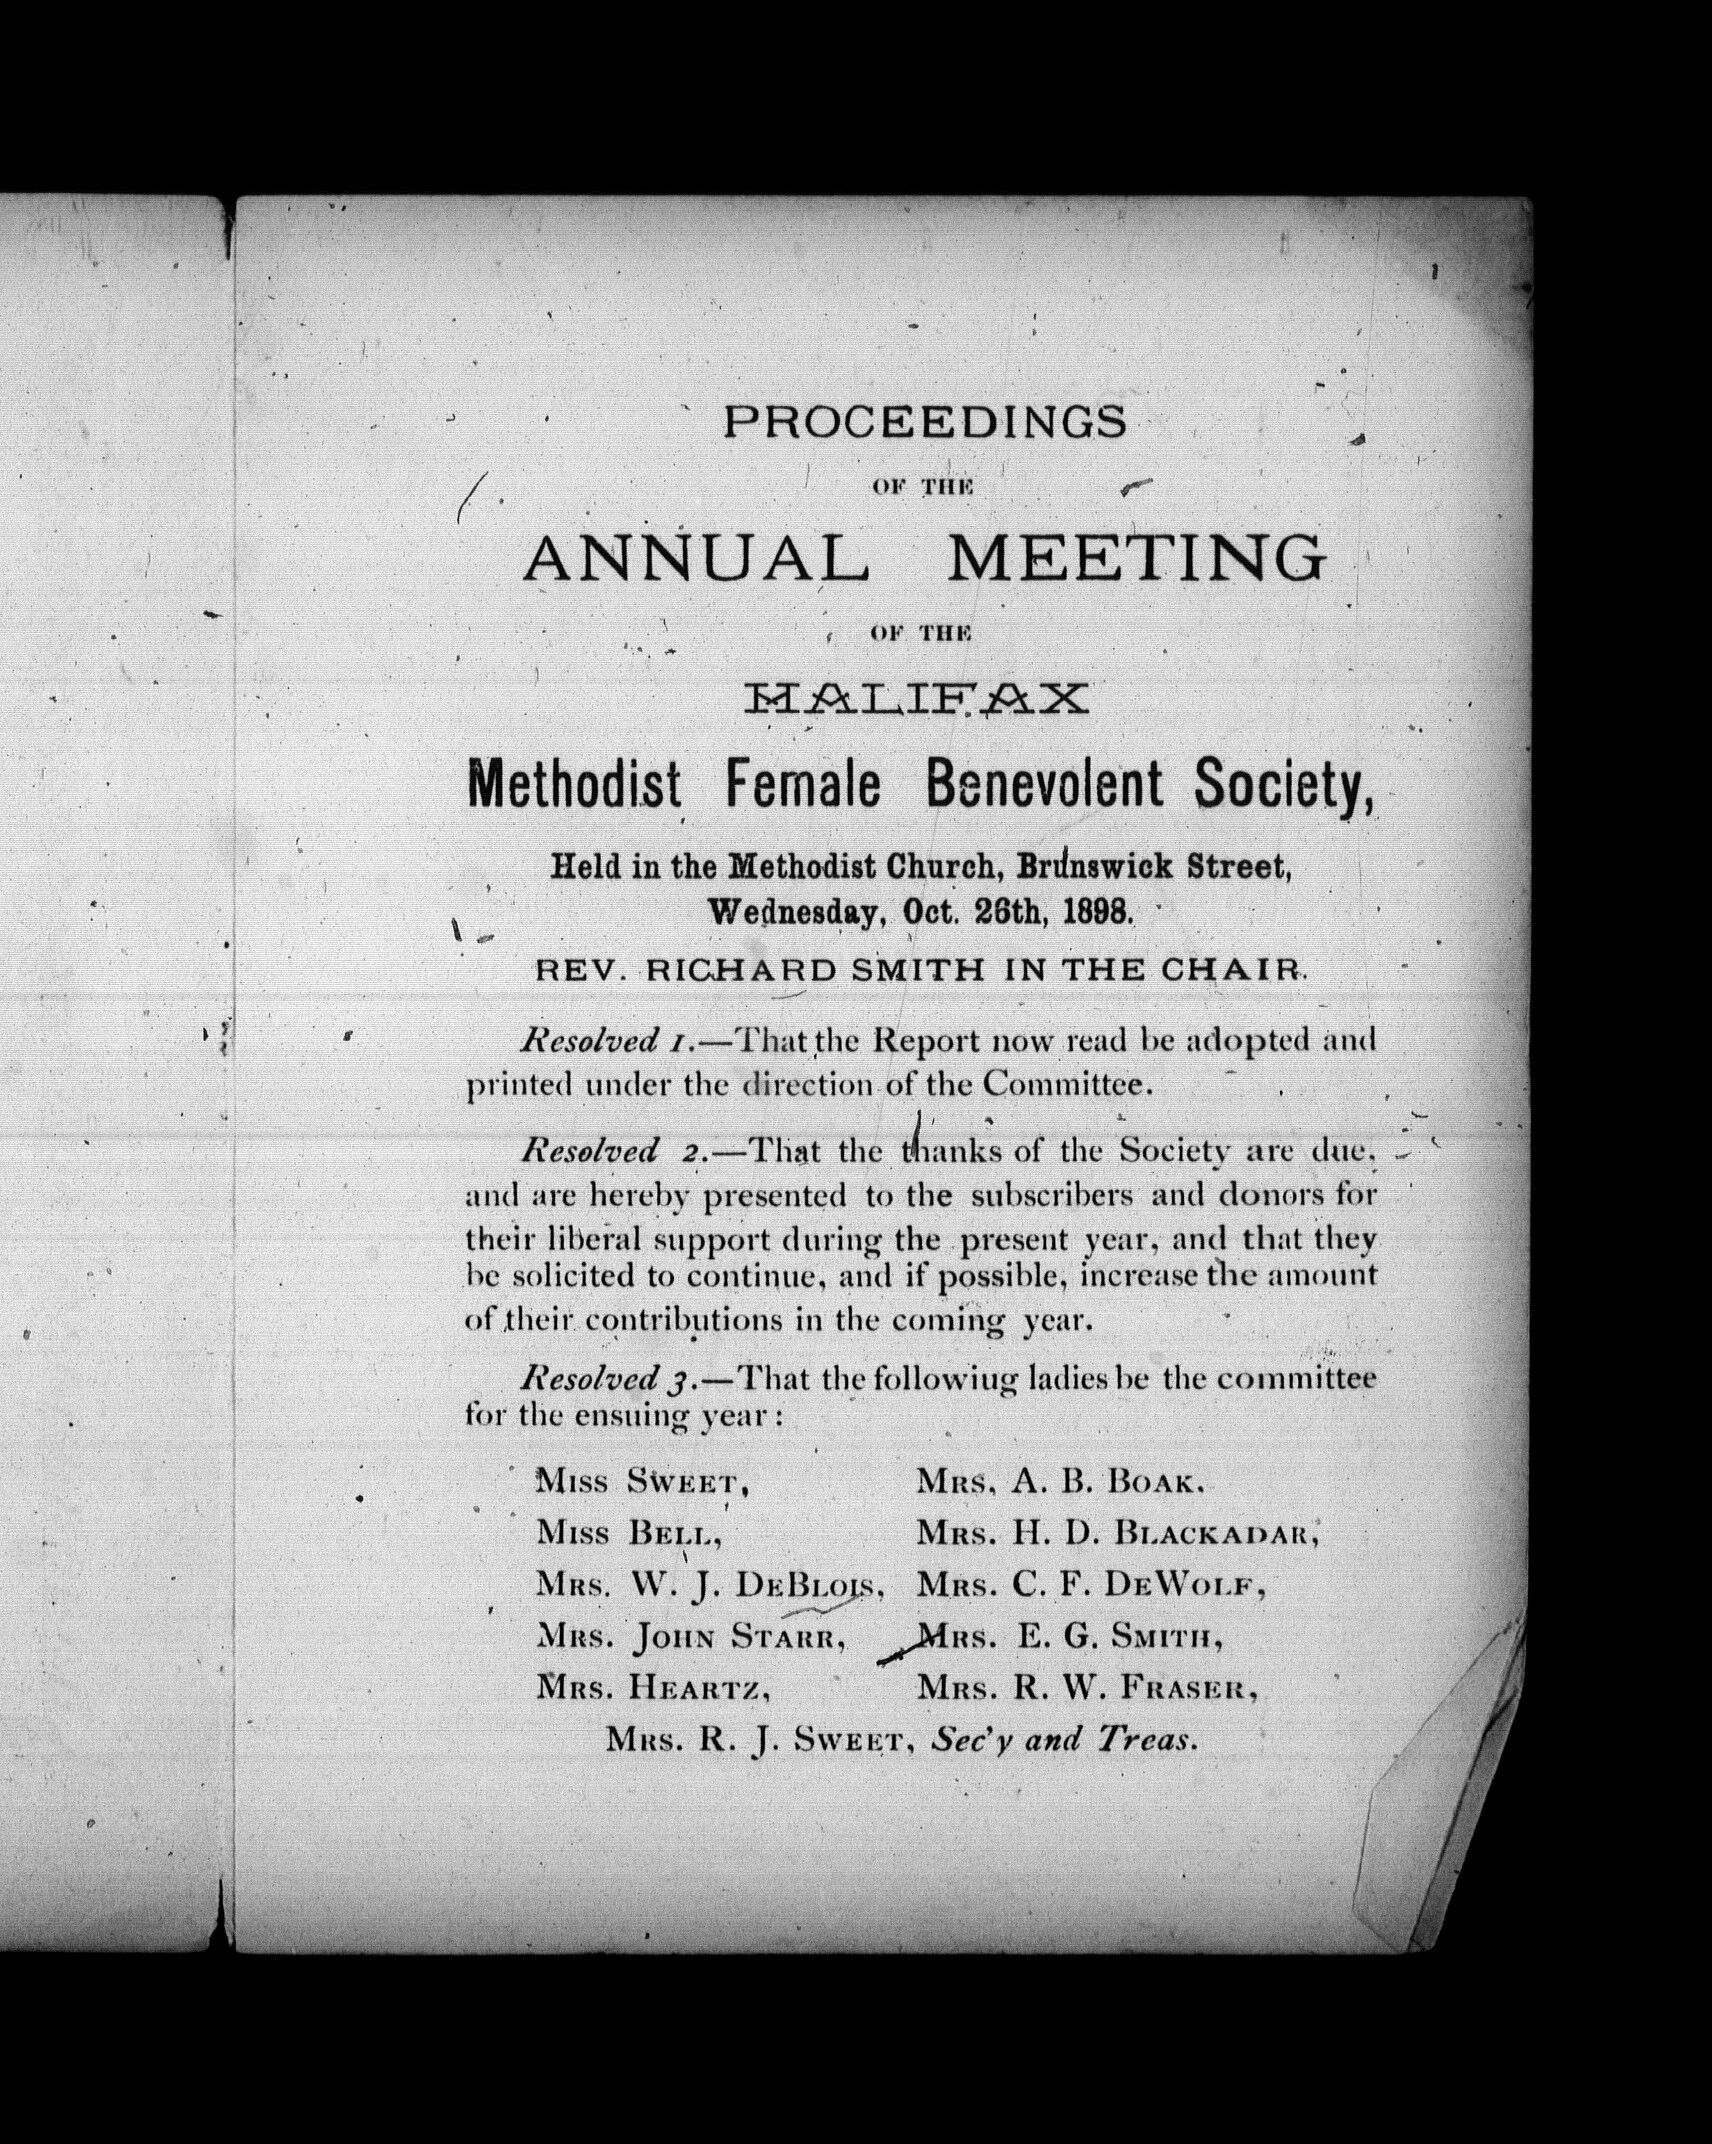 PROCEEDINGS
OF THE
ANNUAL MEETING
OF THE
HALIFAX
Methodist Female Benevolent Society,
Held in the Methodist Church, Brunswick Street,
Wednesday, Oct. 26th, 1898.
REV. RICHARD SMITH IN THE CHAIR.
Resolved 1.—That the Report now read be adopted and
printed under the direction of the Committee.
Resolved 2.—That the thanks of the Society are due,
and are hereby presented to the subscribers and donors for
their liberal support during the present year, and that they
be solicited to continue, and if possible, increase the amount
of their contributions in the coming year.
Resolved 3.—That the followiug ladies be the committee
for the ensuing year:
MISS SWEET, MRS. A. B. BOAK.
MISS BELL, MRS. H. D. BLACKADAR,
MRS. W. J. DEBLOIS, MRS. C. F. DEWOLF,
MRS. JOHN STARR, MRS. E. G. SMITH,
MRS. HEARTZ, MRS. R. W. FRASER,
MRS. R. J. SWEET, Sec'y and Treas.